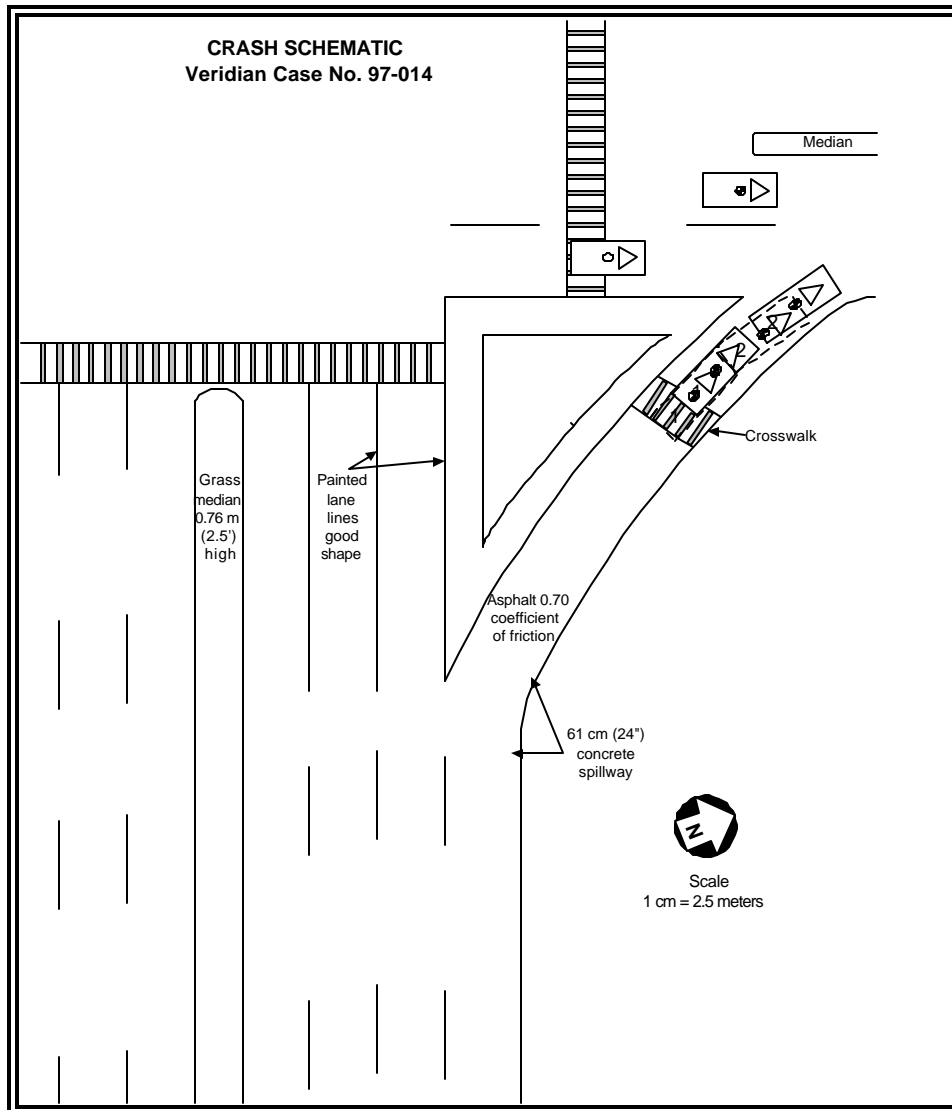 CRASH SCHEMATIC
Veridian Case No. 97-014
Median
Crosswalk
Grass
median
0.76 m
(2.5')
high
Painted
lane
lines
good
shape
Asphalt 0.70
coefficient
of friction
61 cm (24")
concrete
spillway
N
Scale
1 cm = 2.5 meters